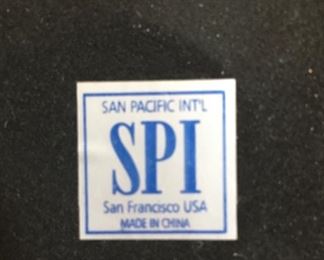 SAN PACIFIC INT'L
SPI
San Francisco USA
MADE IN CHINA